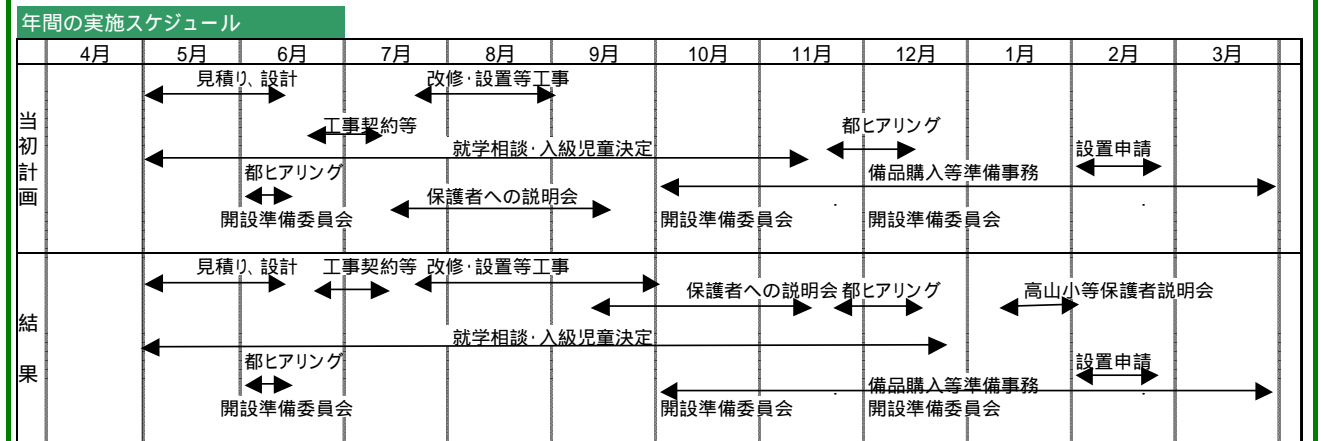 年間の実施スケジュール
4月 5月 6月 7月 8月 9月 10月 11月 12月 1月 2月 3月
当初計画
見積り、設計 改修・設置等工事
工事契約等 都ヒアリング
就学相談・入級児童決定 設置申請
都ヒアリング 備品購入等準備事務
保護者への説明会
開設準備委員会 開設準備委員会 開設準備委員会
結果
見積り、設計 工事契約等 改修・設置等工事
保護者への説明会 都ヒアリング 高山小等保護者説明会
就学相談・入級児童決定
都ヒアリング 設置申請
備品購入等準備事務
開設準備委員会 開設準備委員会 開設準備委員会